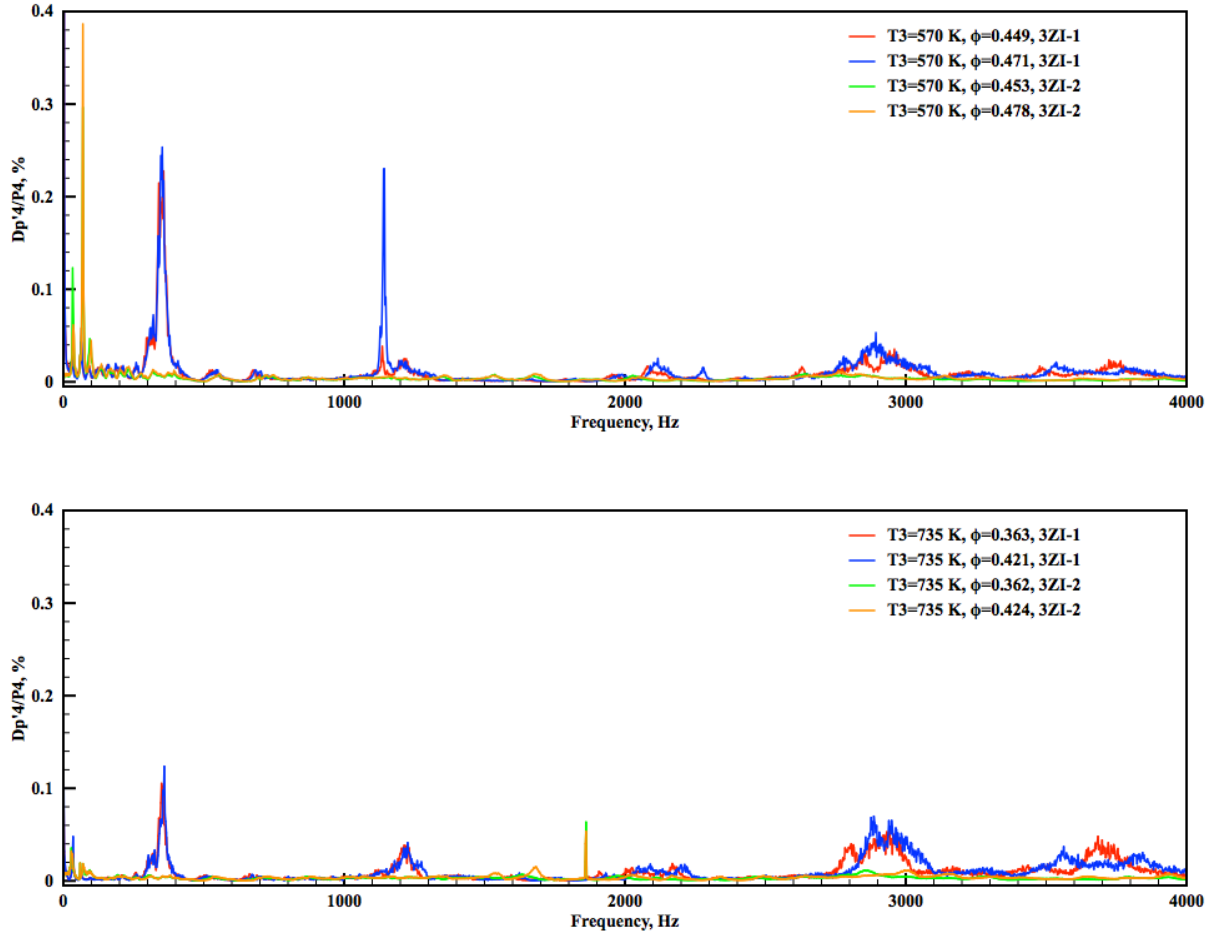 0.4
T3=570 K, ϕ=0.449, 3ZI-1
T3=570 K, ϕ=0.471, 3ZI-1
T3=570 K, ϕ=0.453, 3ZI-2
T3=570 K, ϕ=0.478, 3ZI-2
0.3
Dp'4/P4, %
0.2
0.1
0
0 1000 2000 3000 4000
Frequency, Hz
0.4
T3=735 K, ϕ=0.363, 3ZI-1
T3=735 K, ϕ=0.421, 3ZI-1
T3=735 K, ϕ=0.362, 3ZI-2
T3=735 K, ϕ=0.424, 3ZI-2
0.3
Dp'4/P4, %
0.2
0.1
0
0 1000 2000 3000 4000
Frequency, Hz